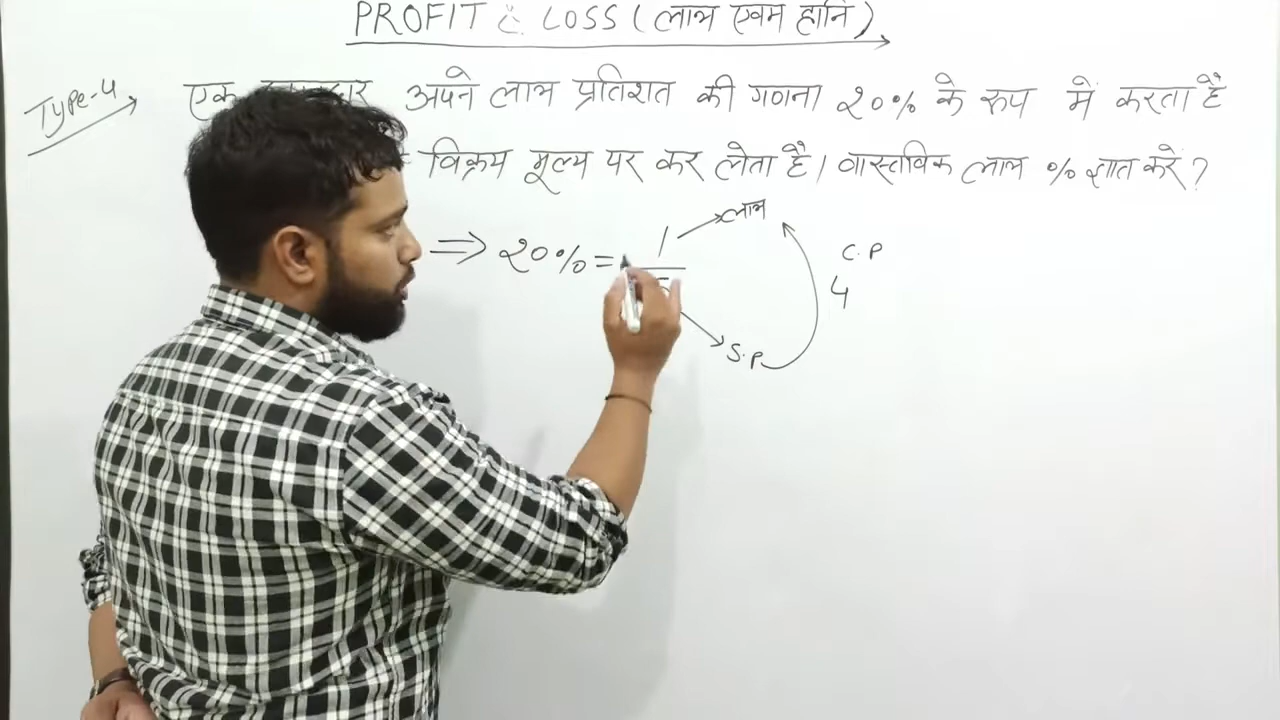 PROFIT & LOSS ( लाभ एवम हानि )
Type-4
एक अपने लाभ प्रतिशत की गणना 20% के रूप में करता है
विक्रय मूल्य पर कर लेता है। वास्तविक लाभ % ज्ञात करें?
⇒ 20% = 1
लाभ
S.P
C.P
4